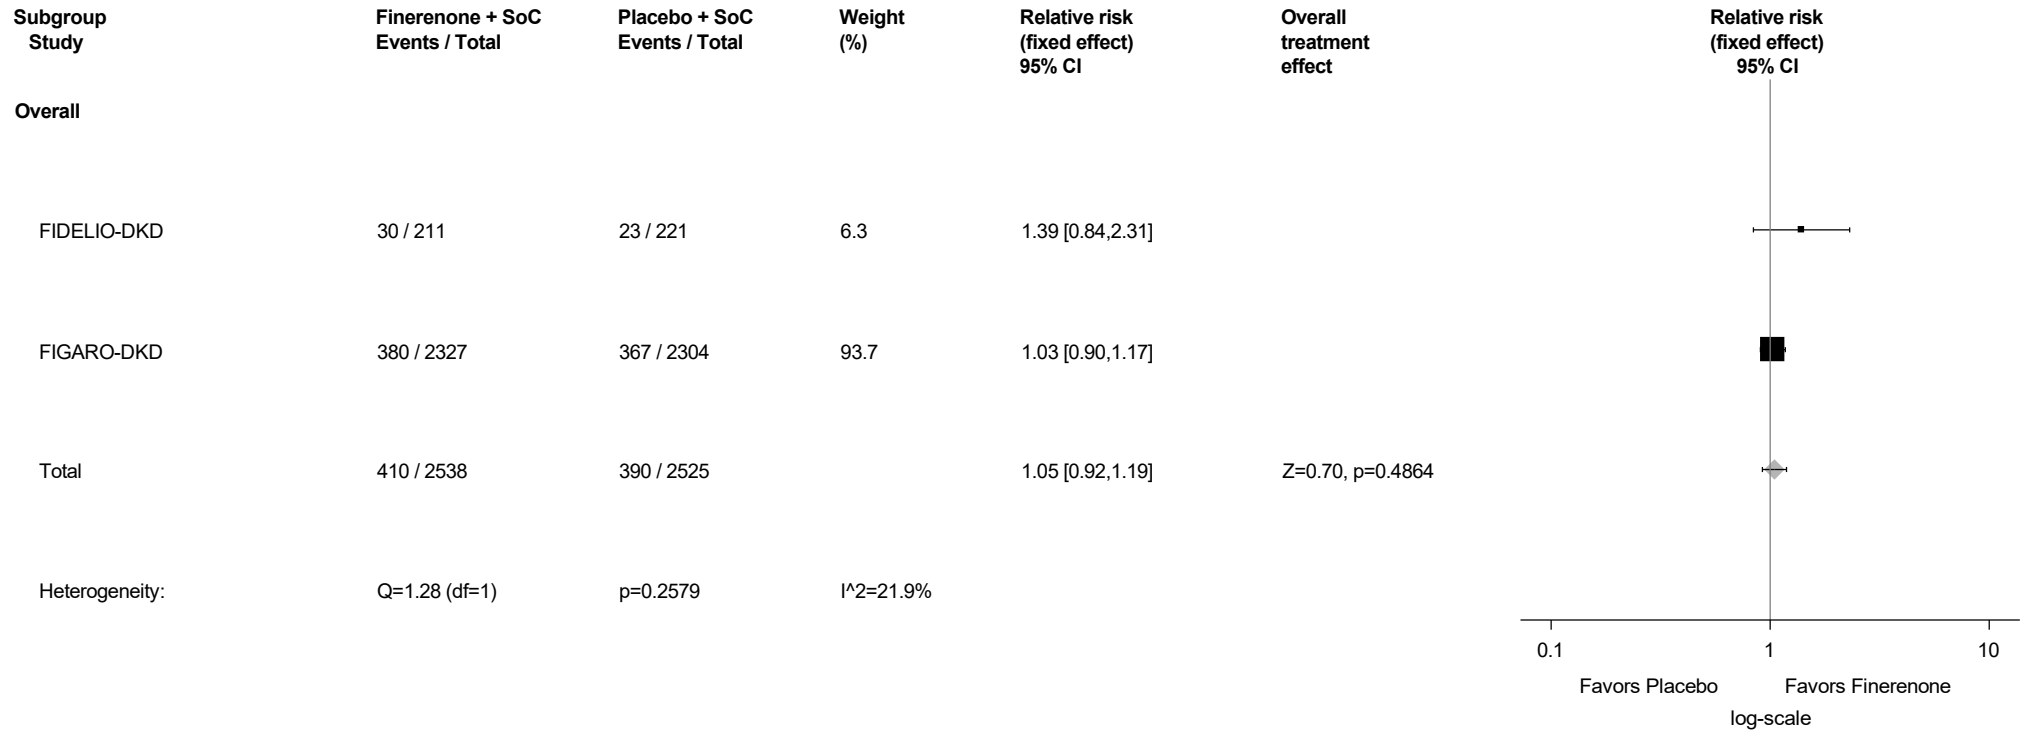 Subgroup Finerenone + SoC Placebo + SoC Weight Relative risk Overall Relative risk
Study Events / Total Events / Total (%) (fixed effect) treatment (fixed effect)
95% CI effect 95% CI
Overall
FIDELIO-DKD 30 / 211 23 / 221 6.3 1.39 [0.84,2.31]
FIGARO-DKD 380 / 2327 367 / 2304 93.7 1.03 [0.90,1.17]
Total 410 / 2538 390 / 2525 1.05 [0.92,1.19] Z=0.70, p=0.4864
Heterogeneity: Q=1.28 (df=1) p=0.2579 I^2=21.9%
0.1 1 10
Favors Placebo Favors Finerenone
log-scale